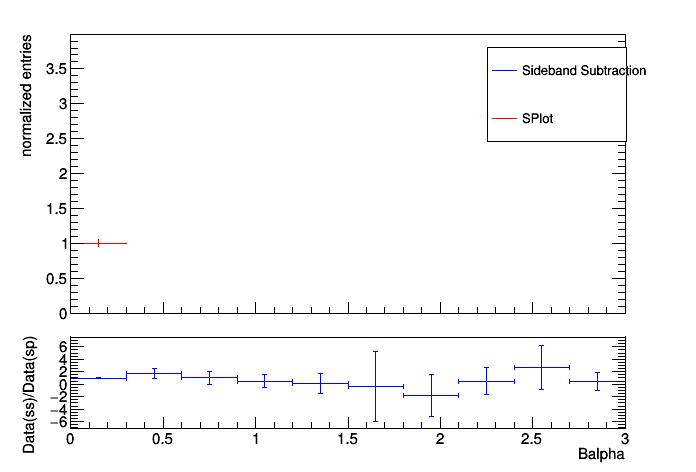 normalized entries
3.5
3
2.5
2
1.5
1
0.5
0
Sideband Subtraction
SPlot
Data(ss)/Data(sp)
6
4
2
0
−2
−4
−6
0 0.5 1 1.5 2 2.5 3
Balpha